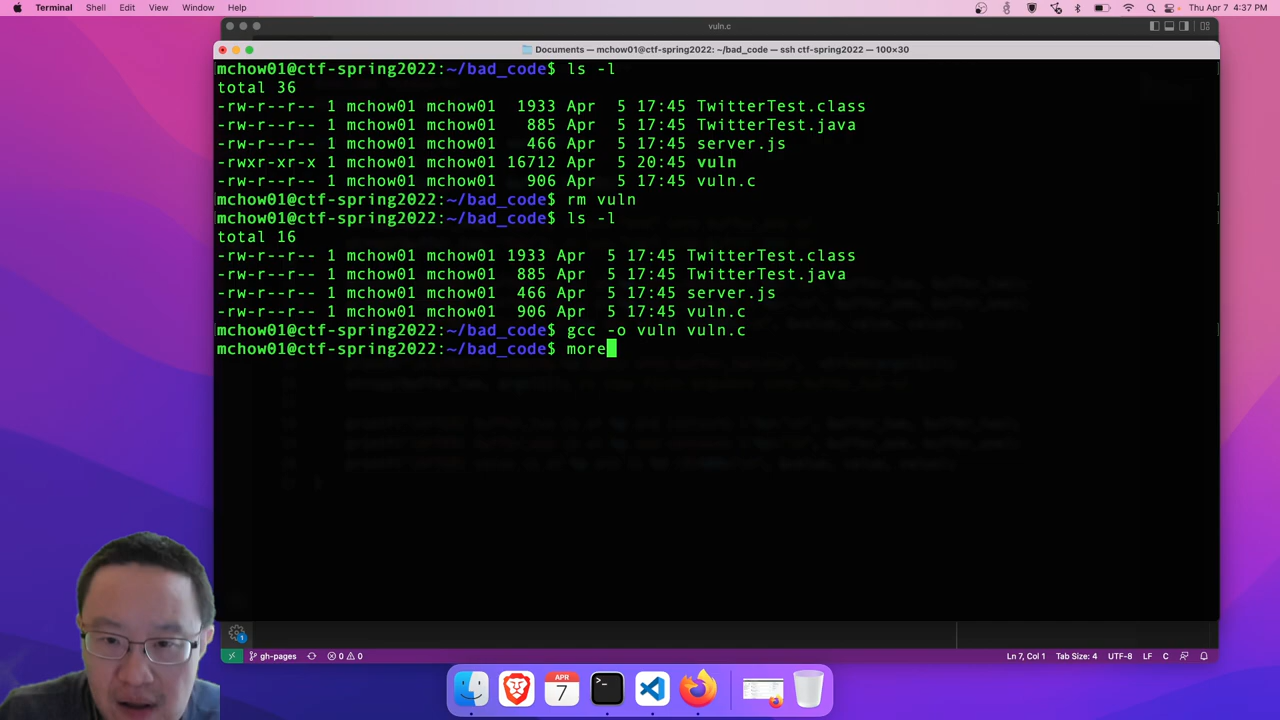 Terminal Shell Edit View Window Help Thu Apr 7 4:37 PM
vuln.c
Documents — mchow01@ctf-spring2022: ~/bad_code — ssh ctf-spring2022 — 100×30
mchow01@ctf-spring2022:~/bad_code$ ls -l
total 36
-rw-r--r-- 1 mchow01 mchow01 1933 Apr 5 17:45 TwitterTest.class
-rw-r--r-- 1 mchow01 mchow01 885 Apr 5 17:45 TwitterTest.java
-rw-r--r-- 1 mchow01 mchow01 466 Apr 5 17:45 server.js
-rwxr-xr-x 1 mchow01 mchow01 16712 Apr 5 20:45 vuln
-rw-r--r-- 1 mchow01 mchow01 906 Apr 5 17:45 vuln.c
mchow01@ctf-spring2022:~/bad_code$ rm vuln
mchow01@ctf-spring2022:~/bad_code$ ls -l
total 16
-rw-r--r-- 1 mchow01 mchow01 1933 Apr 5 17:45 TwitterTest.class
-rw-r--r-- 1 mchow01 mchow01 885 Apr 5 17:45 TwitterTest.java
-rw-r--r-- 1 mchow01 mchow01 466 Apr 5 17:45 server.js
-rw-r--r-- 1 mchow01 mchow01 906 Apr 5 17:45 vuln.c
mchow01@ctf-spring2022:~/bad_code$ gcc -o vuln vuln.c
mchow01@ctf-spring2022:~/bad_code$ more
1
gh-pages 0 0 Ln 7, Col 1 Tab Size: 4 UTF-8 LF C
APR
7